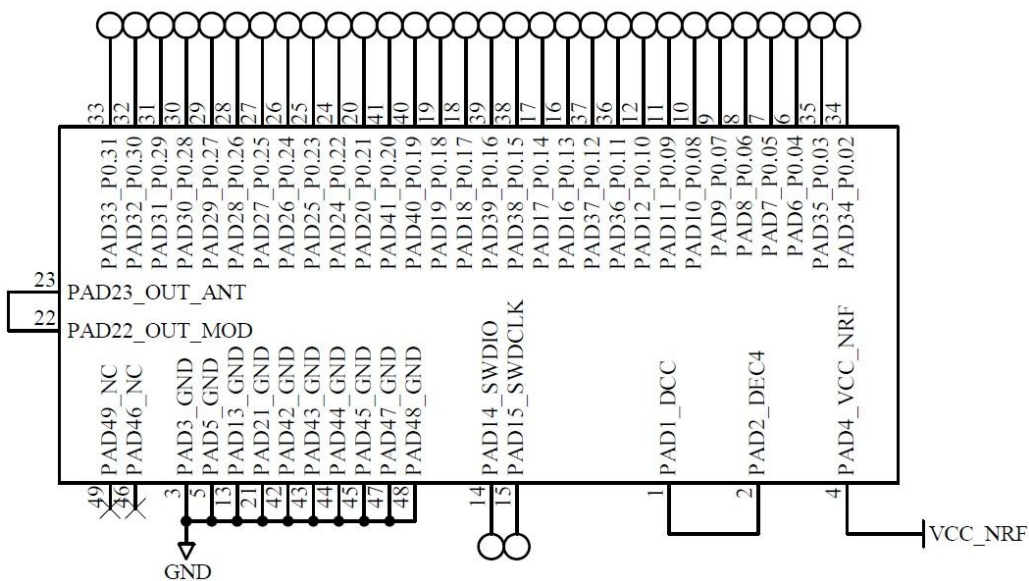 33
32
31
30
29
28
27
26
25
24
20
41
40
19
18
39
38
17
16
37
36
12
11
10
9
8
7
6
35
34
PAD33_P0.31
PAD32_P0.30
PAD31_P0.29
PAD30_P0.28
PAD29_P0.27
PAD28_P0.26
PAD27_P0.25
PAD26_P0.24
PAD25_P0.23
PAD24_P0.22
PAD20_P0.21
PAD41_P0.20
PAD40_P0.19
PAD19_P0.18
PAD18_P0.17
PAD39_P0.16
PAD38_P0.15
PAD17_P0.14
PAD16_P0.13
PAD37_P0.12
PAD36_P0.11
PAD12_P0.10
PAD11_P0.09
PAD10_P0.08
PAD9_P0.07
PAD8_P0.06
PAD7_P0.05
PAD6_P0.04
PAD35_P0.03
PAD34_P0.02
23
PAD23_OUT_ANT
22
PAD22_OUT_MOD
PAD49_NC
PAD46_NC
PAD3_GND
PAD5_GND
PAD13_GND
PAD21_GND
PAD42_GND
PAD43_GND
PAD44_GND
PAD45_GND
PAD47_GND
PAD48_GND
PAD14_SWDIO
PAD15_SWDCLK
PAD1_DCC
PAD2_DEC4
PAD4_VCC_NRF
49
46
3
5
13
21
42
43
44
45
47
48
14
15
1
2
4
VCC_NRF
GND